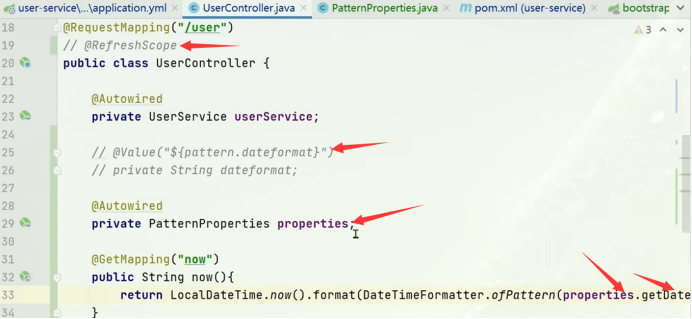 user-service\...\application.yml UserController.java PatternProperties.java pom.xml (user-service) bootstrap
18 @RequestMapping("/user")
19 // @RefreshScope
20 public class UserController {
21
22 @Autowired
23 private UserService userService;
24
25 // @Value("${pattern.dateformat}")
26 // private String dateformat;
27
28 @Autowired
29 private PatternProperties properties;
30
31 @GetMapping("now")
32 public String now(){
33 return LocalDateTime.now().format(DateTimeFormatter.ofPattern(properties.getDate
34 }
3